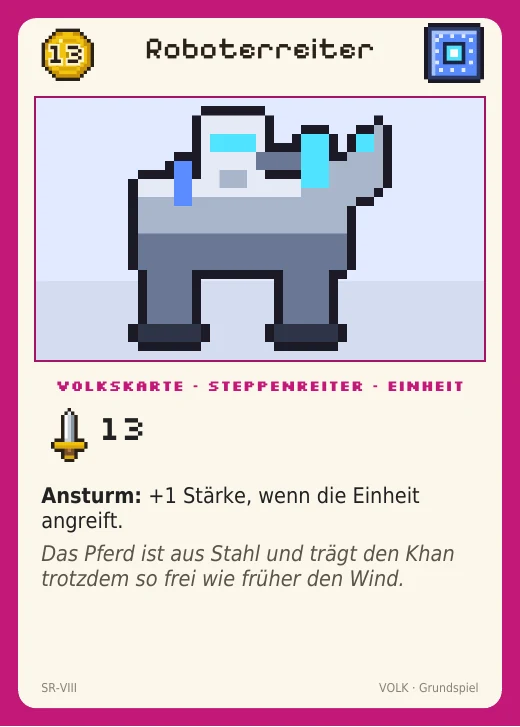 13
Roboterreiter
VOLKSKARTE - STEPPENREITER - EINHEIT
13
Ansturm: +1 Stärke, wenn die Einheit
angreift.
Das Pferd ist aus Stahl und trägt den Khan
trotzdem so frei wie früher den Wind.
SR-VIII
VOLK · Grundspiel